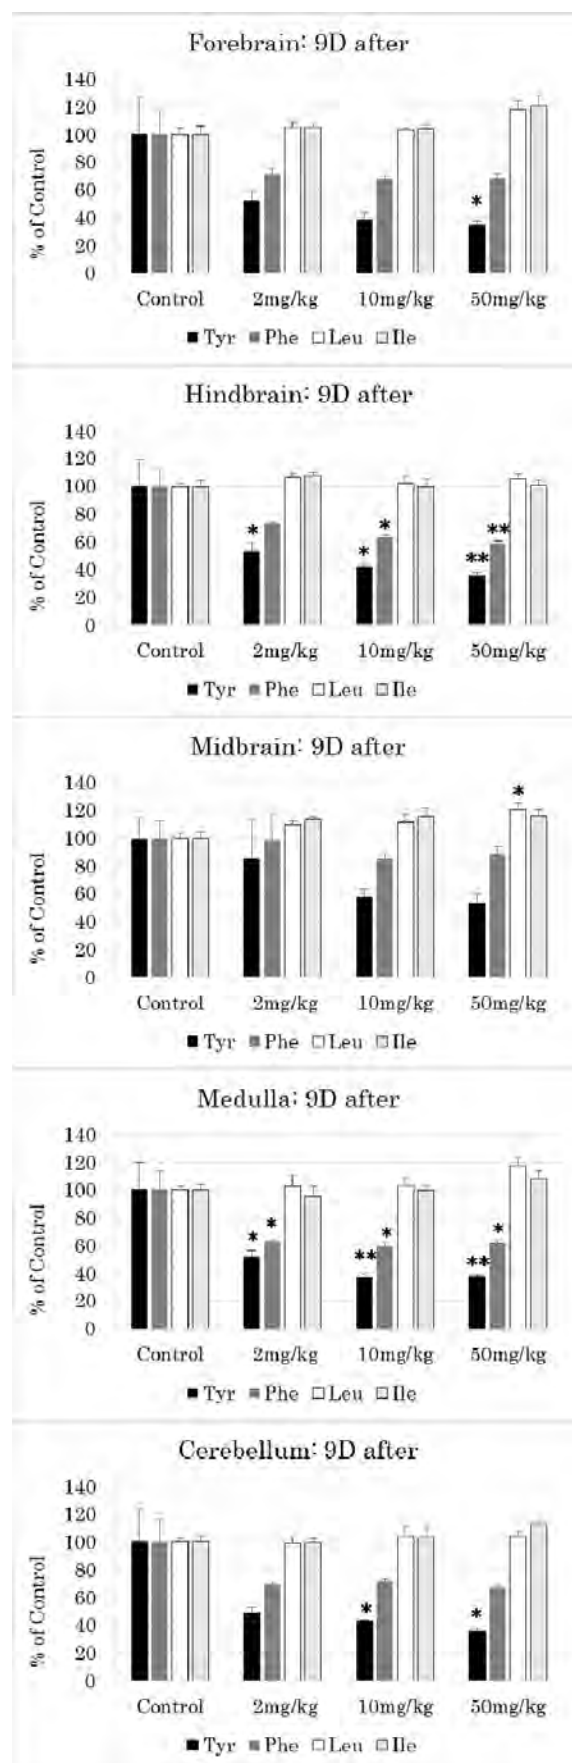 Forebrain: 9D after
% of Control
140
120
100
80
60
40
20
0
*
Control 2mg/kg 10mg/kg 50mg/kg
■ Tyr ■ Phe □ Leu □ Ile
Hindbrain: 9D after
% of Control
140
120
100
80
60
40
20
0
* * * ** **
Control 2mg/kg 10mg/kg 50mg/kg
■ Tyr ■ Phe □ Leu □ Ile
Midbrain: 9D after
% of Control
140
120
100
80
60
40
20
0
*
Control 2mg/kg 10mg/kg 50mg/kg
■ Tyr ■ Phe □ Leu □ Ile
Medulla: 9D after
% of Control
140
120
100
80
60
40
20
0
* * ** * ** *
Control 2mg/kg 10mg/kg 50mg/kg
■ Tyr ■ Phe □ Leu □ Ile
Cerebellum: 9D after
% of Control
140
120
100
80
60
40
20
0
* *
Control 2mg/kg 10mg/kg 50mg/kg
■ Tyr ■ Phe □ Leu □ Ile